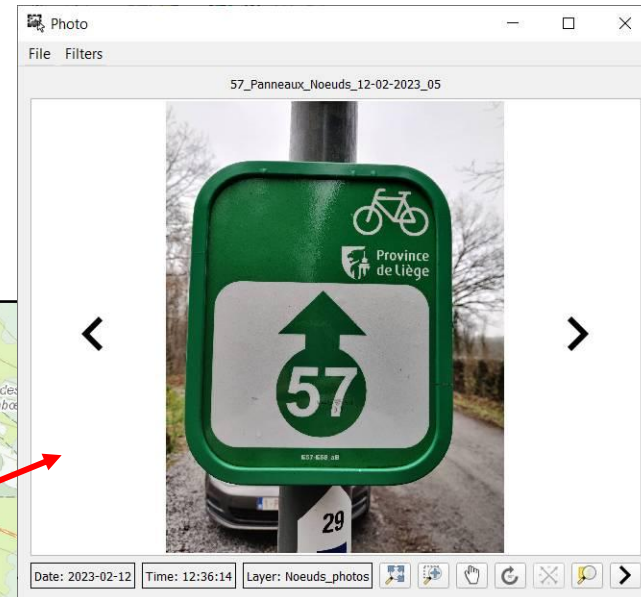 Photo
File Filters
57_Panneaux_Noeuds_12-02-2023_05
Province
de Liège
57
29
Date: 2023-02-12 Time: 12:36:14 Layer: Noeuds_photos